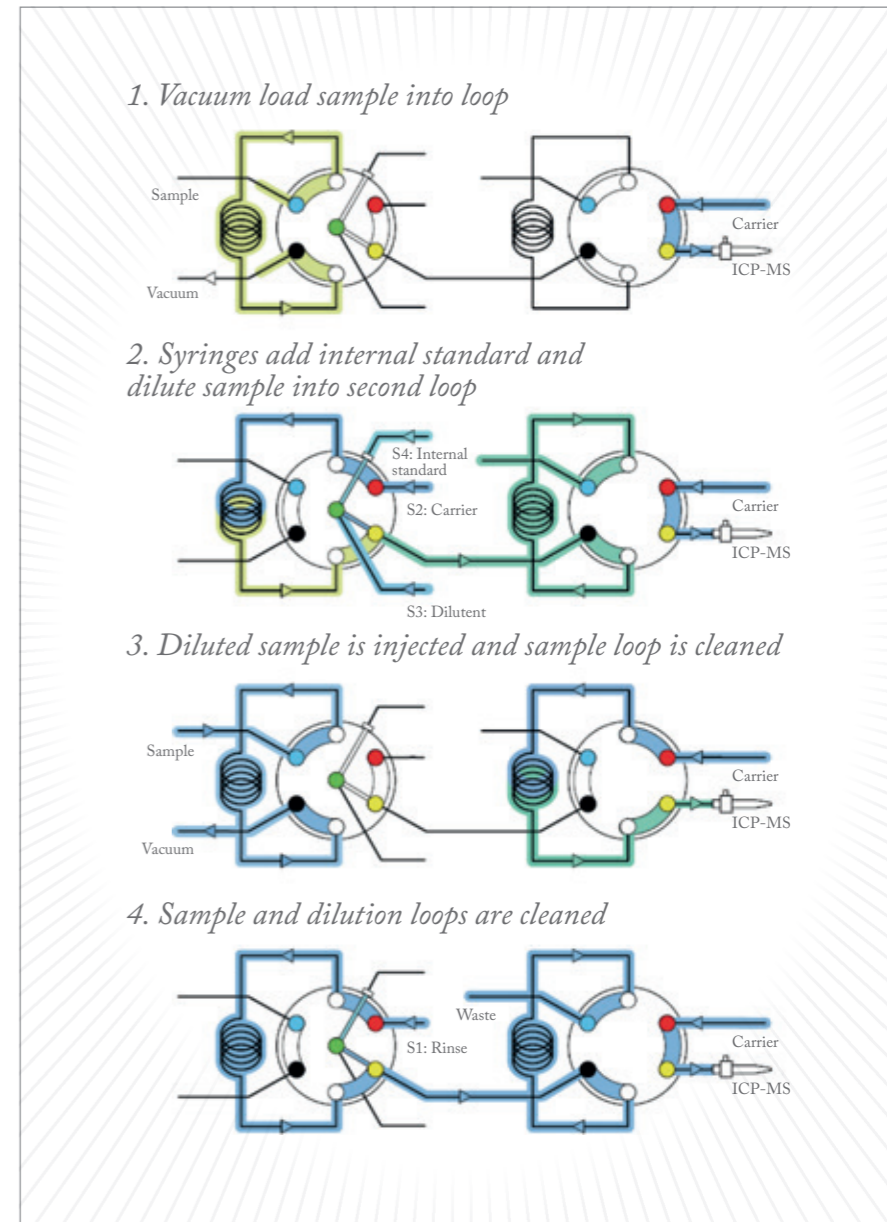 1. Vacuum load sample into loop
Sample
Vacuum
Carrier
ICP-MS
2. Syringes add internal standard and
dilute sample into second loop
S4: Internal
standard
S2: Carrier
S3: Dilutent
Carrier
ICP-MS
3. Diluted sample is injected and sample loop is cleaned
Sample
Vacuum
Carrier
ICP-MS
4. Sample and dilution loops are cleaned
S1: Rinse
Waste
Carrier
ICP-MS